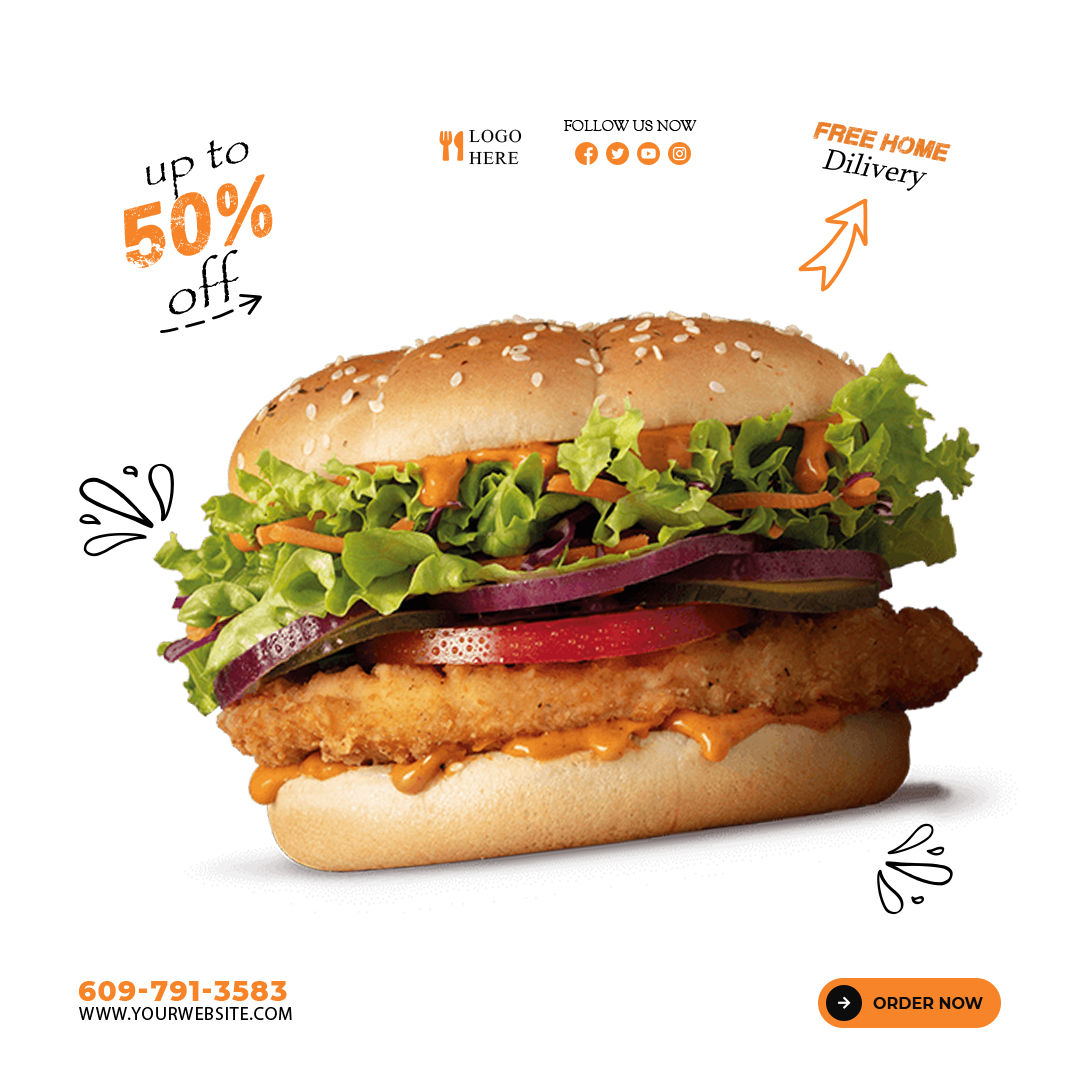 up to
50%
off
LOGO
HERE
FOLLOW US NOW
FREE HOME
Dilivery
609-791-3583
WWW.YOURWEBSITE.COM
ORDER NOW